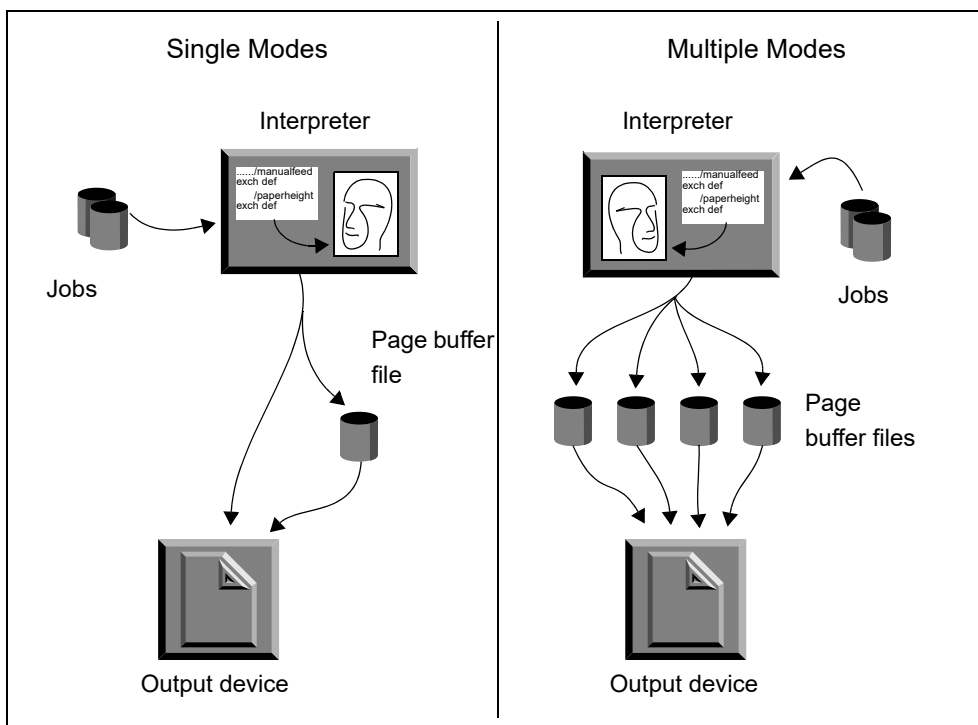 Single Modes
Interpreter
....../manualfeed
exch def
/paperheight
exch def
Jobs
Page buffer
file
Output device
Multiple Modes
Interpreter
....../manualfeed
exch def
/paperheight
exch def
Jobs
Page
buffer files
Output device